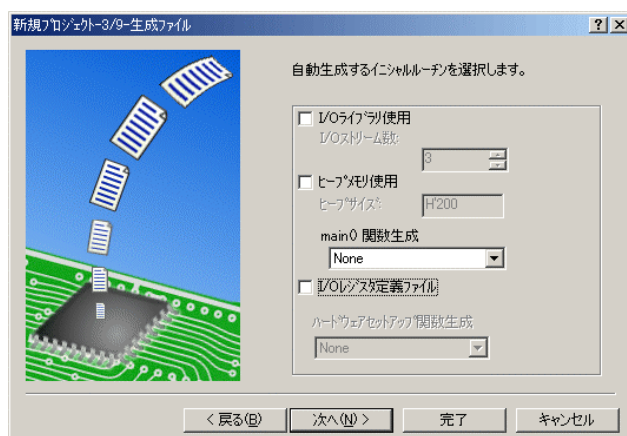 新規ﾌﾟﾛｼﾞｪｸﾄ-3/9-生成ﾌｧｲﾙ
自動生成するｲﾆｼｬﾙﾙｰﾁﾝを選択します。
I/Oﾗｲﾌﾞﾗﾘ使用
I/Oｽﾄﾘｰﾑ数:
3
ﾋｰﾌﾟﾒﾓﾘ使用
ﾋｰﾌﾟｻｲｽﾞ:
H'200
main() 関数生成
None
I/Oﾚｼﾞｽﾀ定義ﾌｧｲﾙ
ﾊｰﾄﾞｳｪｱｾｯﾄｱｯﾌﾟ関数生成
None
< 戻る(B)
次へ(N) >
完了
キャンセル